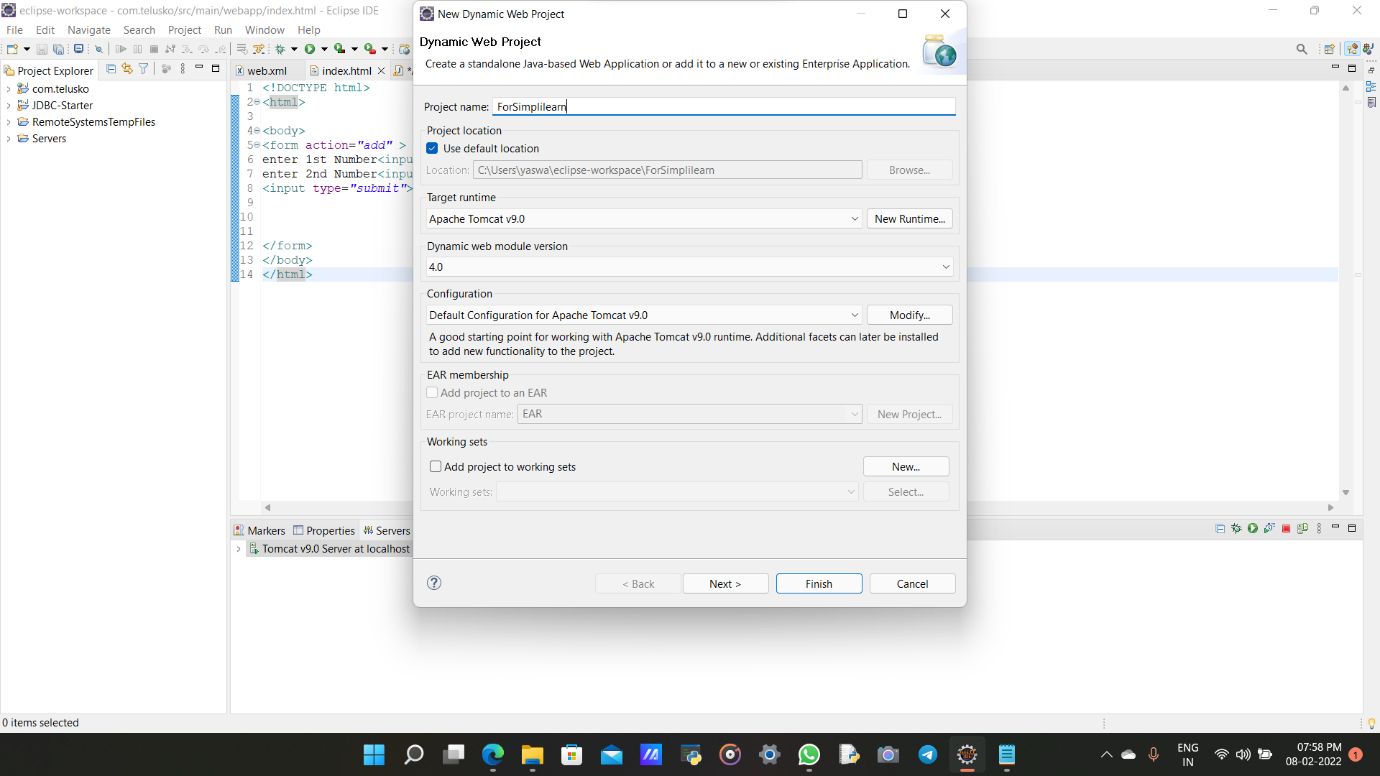 eclipse-workspace - com.telusko/src/main/webapp/index.html - Eclipse IDE
File Edit Navigate Search Project Run Window Help
Project Explorer
com.telusko
JDBC-Starter
RemoteSystemsTempFiles
Servers
web.xml index.html
1 <!DOCTYPE html>
2 <html>
3
4 <body>
5 <form action="add" >
6 enter 1st Number<inpu
7 enter 2nd Number<inpu
8 <input type="submit">
9
10
11
12 </form>
13 </body>
14 </html>
New Dynamic Web Project
Dynamic Web Project
Create a standalone Java-based Web Application or add it to a new or existing Enterprise Application.
Project name: ForSimplilearn
Project location
Use default location
Location: C:\Users\yaswa\eclipse-workspace\ForSimplilearn Browse...
Target runtime
Apache Tomcat v9.0 New Runtime...
Dynamic web module version
4.0
Configuration
Default Configuration for Apache Tomcat v9.0 Modify...
A good starting point for working with Apache Tomcat v9.0 runtime. Additional facets can later be installed
to add new functionality to the project.
EAR membership
Add project to an EAR
EAR project name: EAR New Project...
Working sets
Add project to working sets New...
Working sets: Select...
< Back Next > Finish Cancel
Markers Properties Servers
Tomcat v9.0 Server at localhost
0 items selected
ENG
IN
07:58 PM
08-02-2022
1